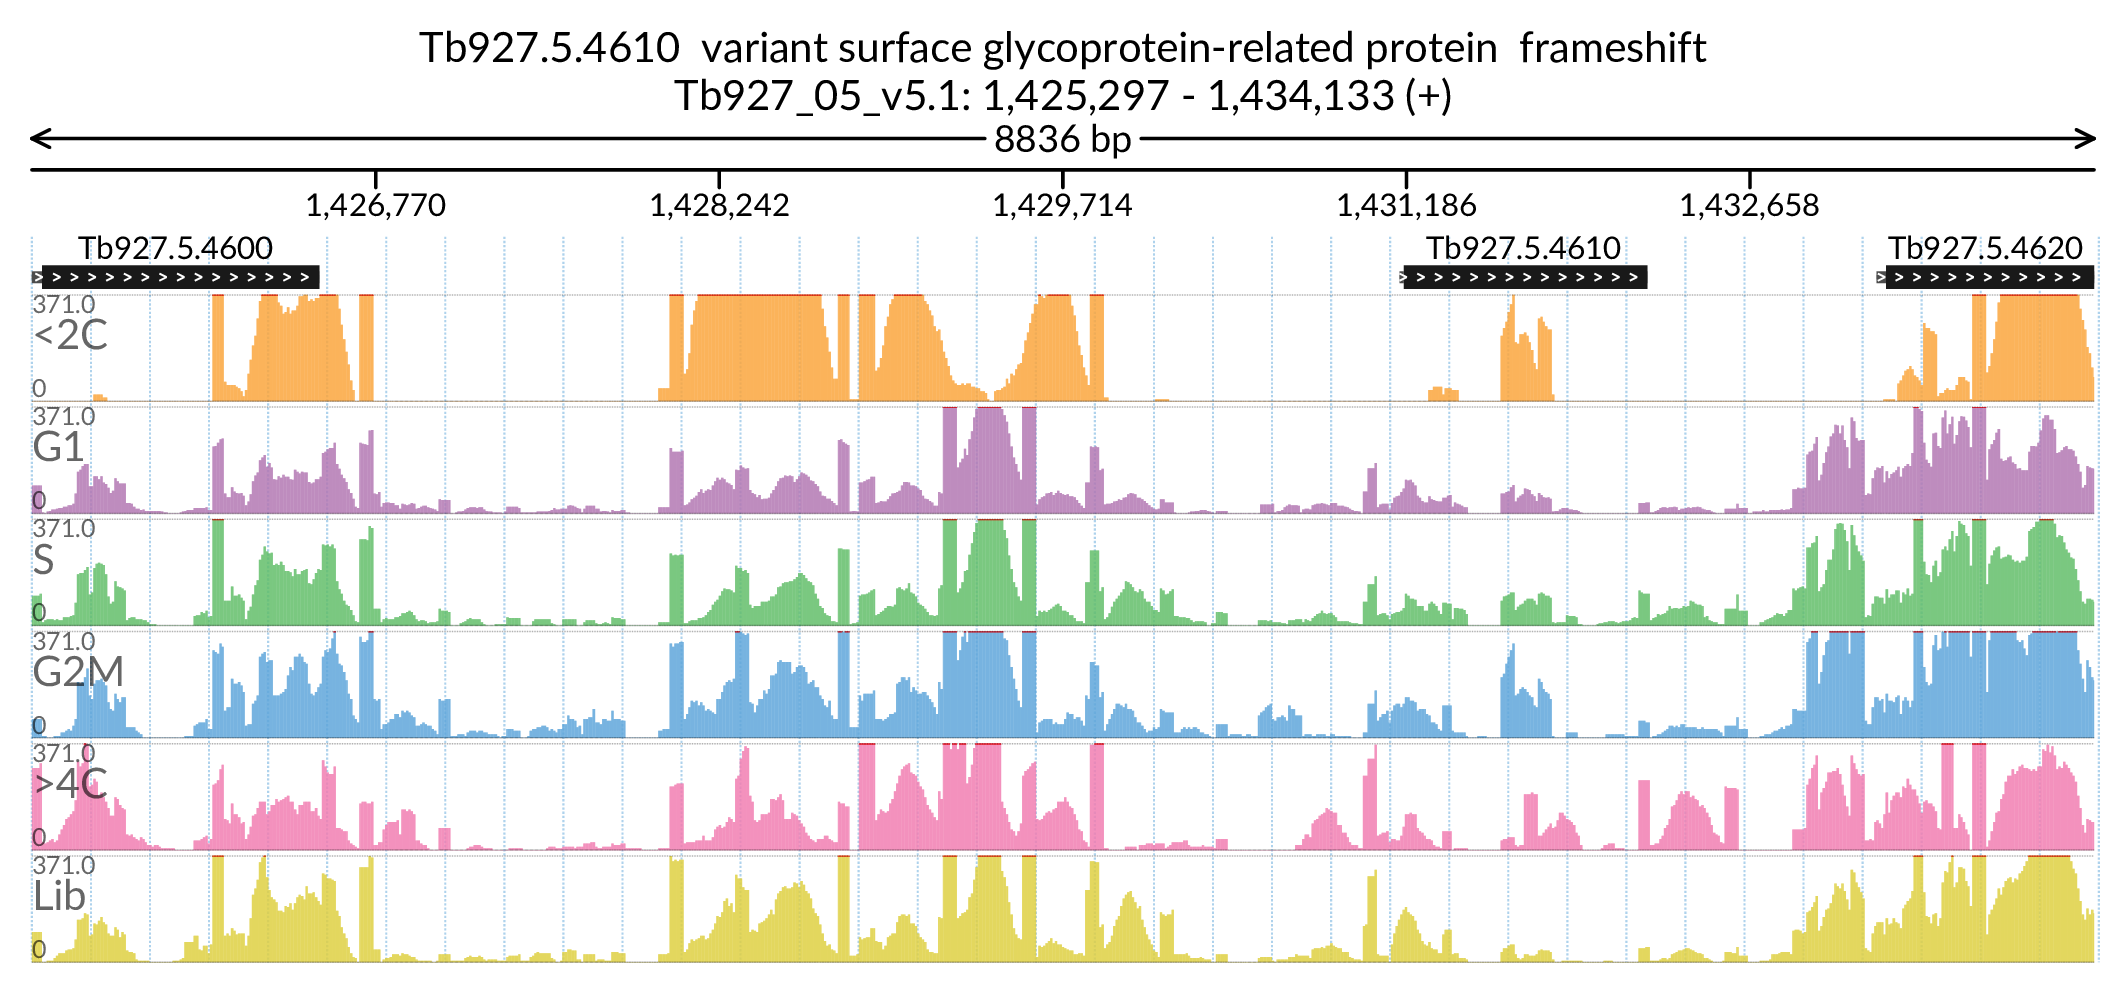 Tb927.5.4610  variant surface glycoprotein-related protein  frameshift
Tb927_05_v5.1: 1,425,297 - 1,434,133 (+)
8836 bp
1,426,770 1,428,242 1,429,714 1,431,186 1,432,658
Tb927.5.4600 Tb927.5.4610 Tb927.5.4620
371.0
<2C
0
371.0
G1
0
371.0
S
0
371.0
G2M
0
371.0
>4C
0
371.0
Lib
0